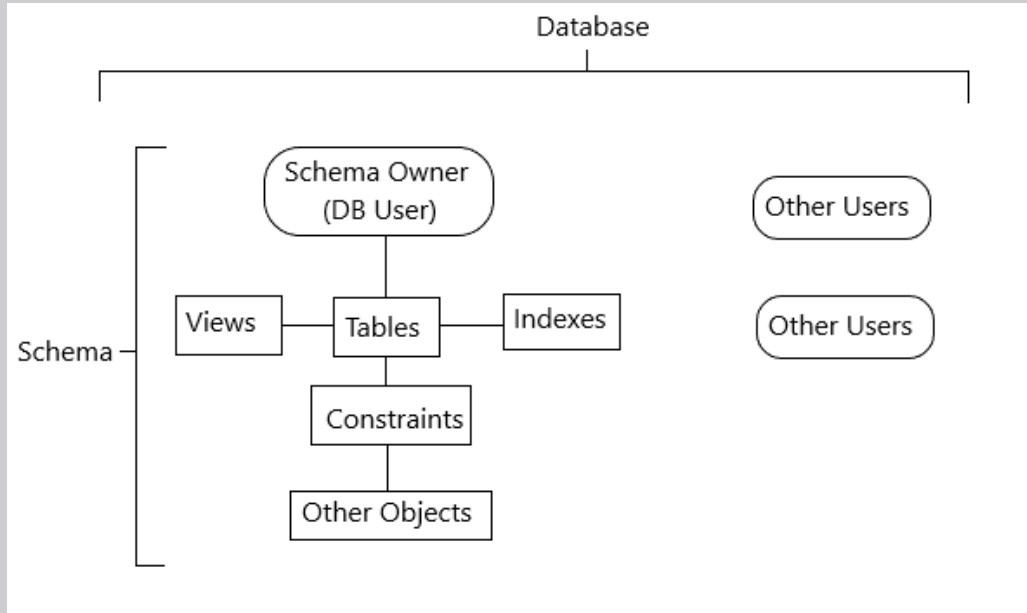 Database
Schema Owner
(DB User)
Other Users
Views
Tables
Indexes
Other Users
Schema
Constraints
Other Objects